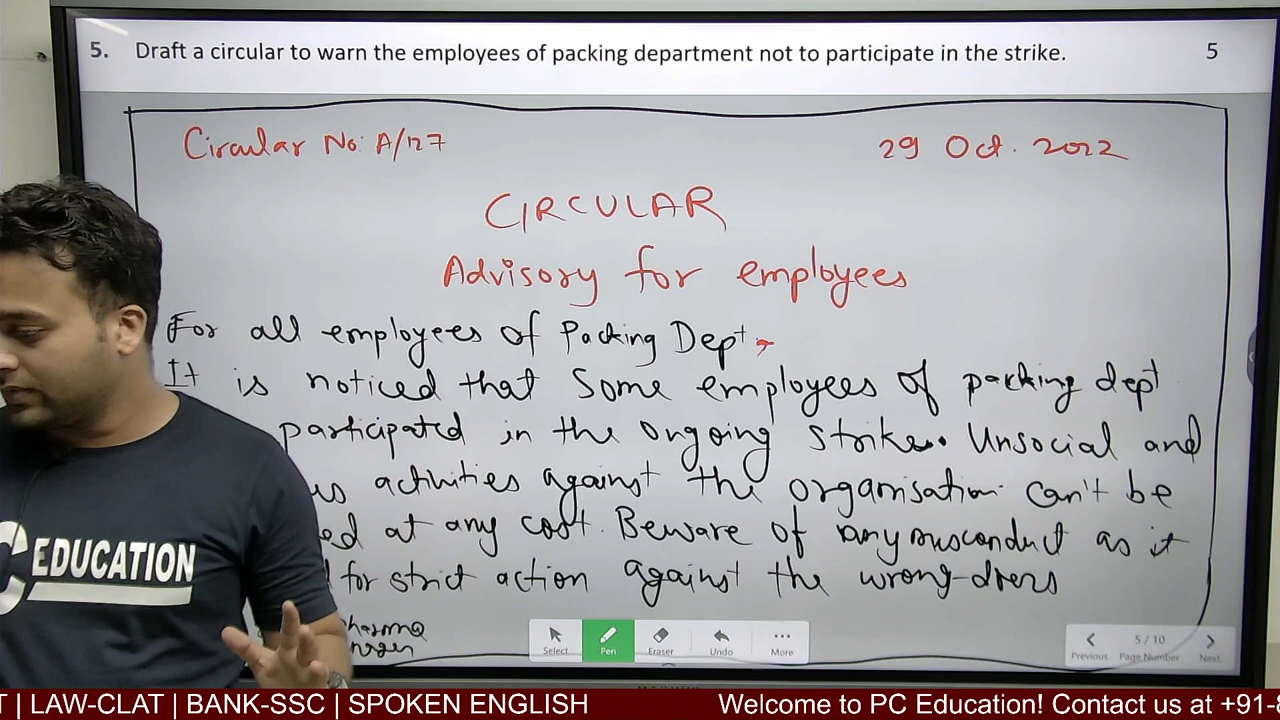 5. Draft a circular to warn the employees of packing department not to participate in the strike. 5
Circular No: A/127 29 Oct. 2022
CIRCULAR
Advisory for employees
For all employees of Packing Dept,
It is noticed that some employees of packing dept
participated in the ongoing strike. Unsocial and
activities against the organisation can't be
at any cost. Beware of any misconduct as it
for strict action against the wrong-doers
EDUCATION
Select Pen Eraser Undo More
Previous 5/10 Page Number Next
| LAW-CLAT | BANK-SSC | SPOKEN ENGLISH Welcome to PC Education! Contact us at +91-